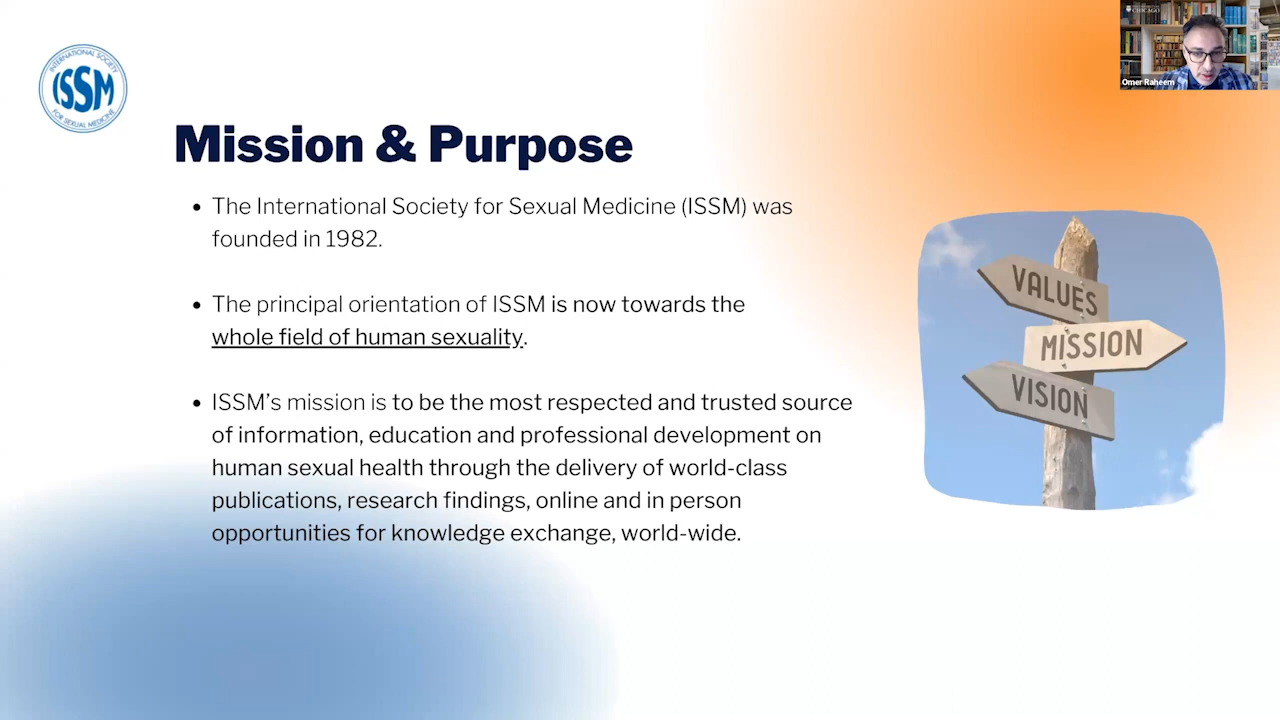 CHICAGO
Omer Raheem
INTERNATIONAL SOCIETY
ISSM
FOR SEXUAL MEDICINE
Mission & Purpose
• The International Society for Sexual Medicine (ISSM) was
founded in 1982.
• The principal orientation of ISSM is now towards the
whole field of human sexuality.
• ISSM’s mission is to be the most respected and trusted source
of information, education and professional development on
human sexual health through the delivery of world-class
publications, research findings, online and in person
opportunities for knowledge exchange, world-wide.
VALUES
MISSION
VISION